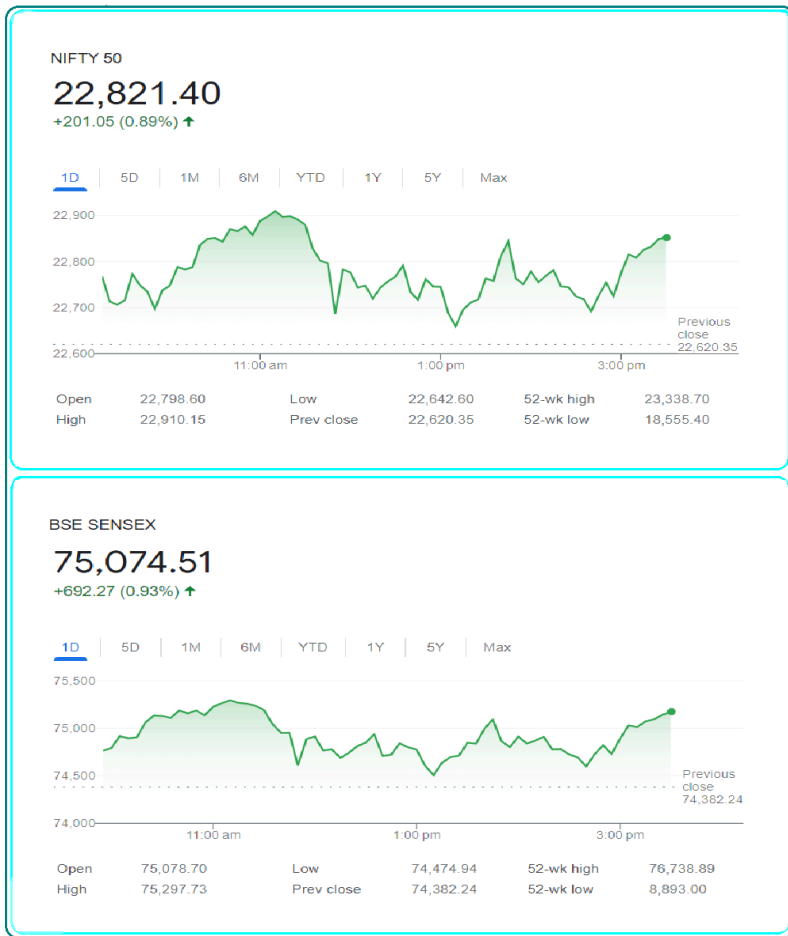 NIFTY 50
22,821.40
+201.05 (0.89%) ↑
1D 5D 1M 6M YTD 1Y 5Y Max
22,900
22,800
22,700
22,600
Previous
close
22,620.35
11:00 am 1:00 pm 3:00 pm
Open 22,798.60 Low 22,642.60 52-wk high 23,338.70
High 22,910.15 Prev close 22,620.35 52-wk low 18,555.40
BSE SENSEX
75,074.51
+692.27 (0.93%) ↑
1D 5D 1M 6M YTD 1Y 5Y Max
75,500
75,000
74,500
74,000
Previous
close
74,382.24
11:00 am 1:00 pm 3:00 pm
Open 75,078.70 Low 74,474.94 52-wk high 76,738.89
High 75,297.73 Prev close 74,382.24 52-wk low 8,893.00